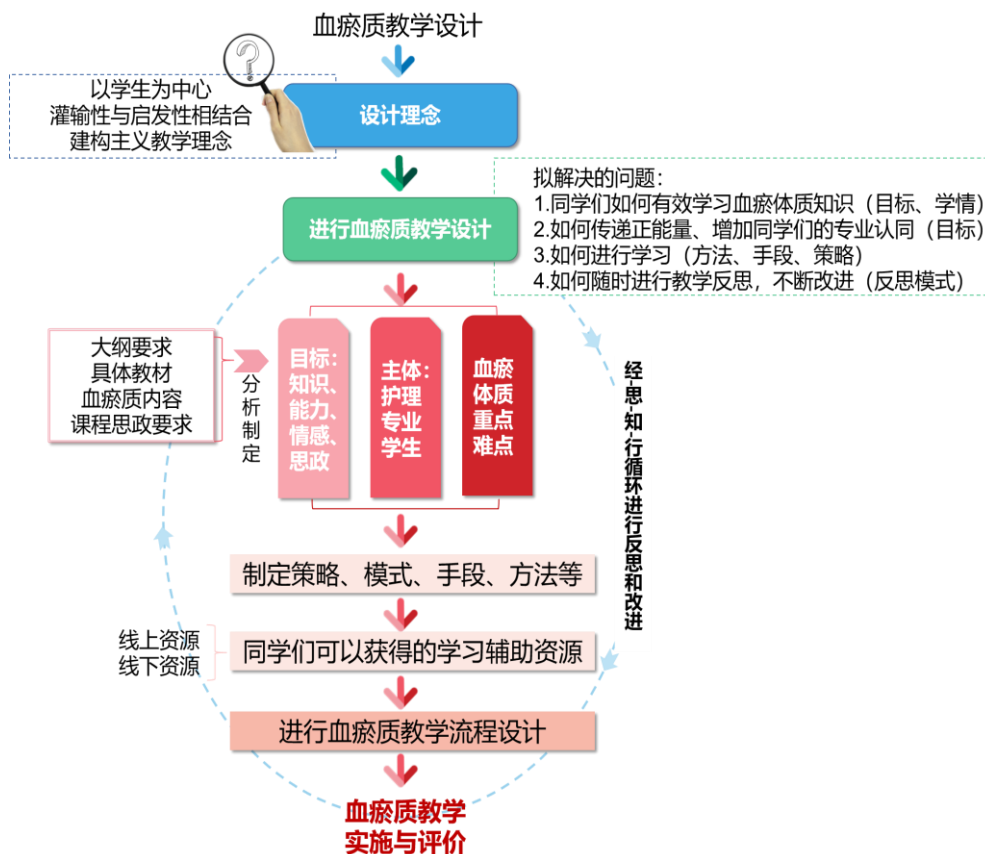 血瘀质教学设计
以学生为中心
灌输性与启发性相结合
建构主义教学理念
设计理念
进行血瘀质教学设计
拟解决的问题：
1.同学们如何有效学习血瘀体质知识（目标、学情）
2.如何传递正能量、增加同学们的专业认同（目标）
3.如何进行学习（方法、手段、策略）
4.如何随时进行教学反思，不断改进（反思模式）
大纲要求
具体教材
血瘀质内容
课程思政要求
分析制定
目标：
知识、
能力、
情感、
思政
主体：
护理
专业
学生
血瘀
体质
重点
难点
经-思-知-行循环进行反思和改进
制定策略、模式、手段、方法等
线上资源
线下资源
同学们可以获得的学习辅助资源
进行血瘀质教学流程设计
血瘀质教学
实施与评价